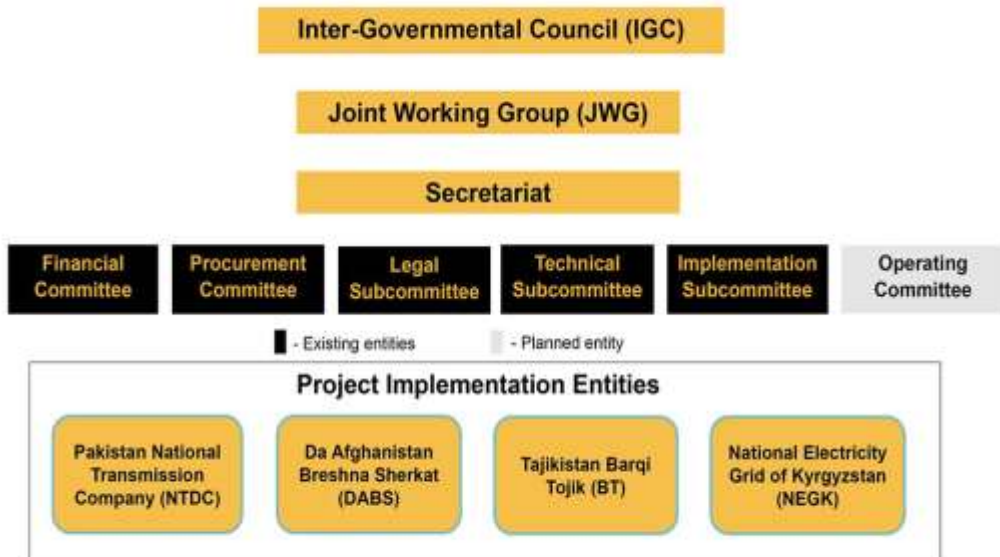 Inter-Governmental Council (IGC)
Joint Working Group (JWG)
Secretariat
Financial
Committee
Procurement
Committee
Legal
Subcommittee
Technical
Subcommittee
Implementation
Subcommittee
Operating
Committee
- Existing entities
- Planned entity
Project Implementation Entities
Pakistan National
Transmission
Company (NTDC)
Da Afghanistan
Breshna Sherkat
(DABS)
Tajikistan Barqi
Tojik (BT)
National Electricity
Grid of Kyrgyzstan
(NEGK)